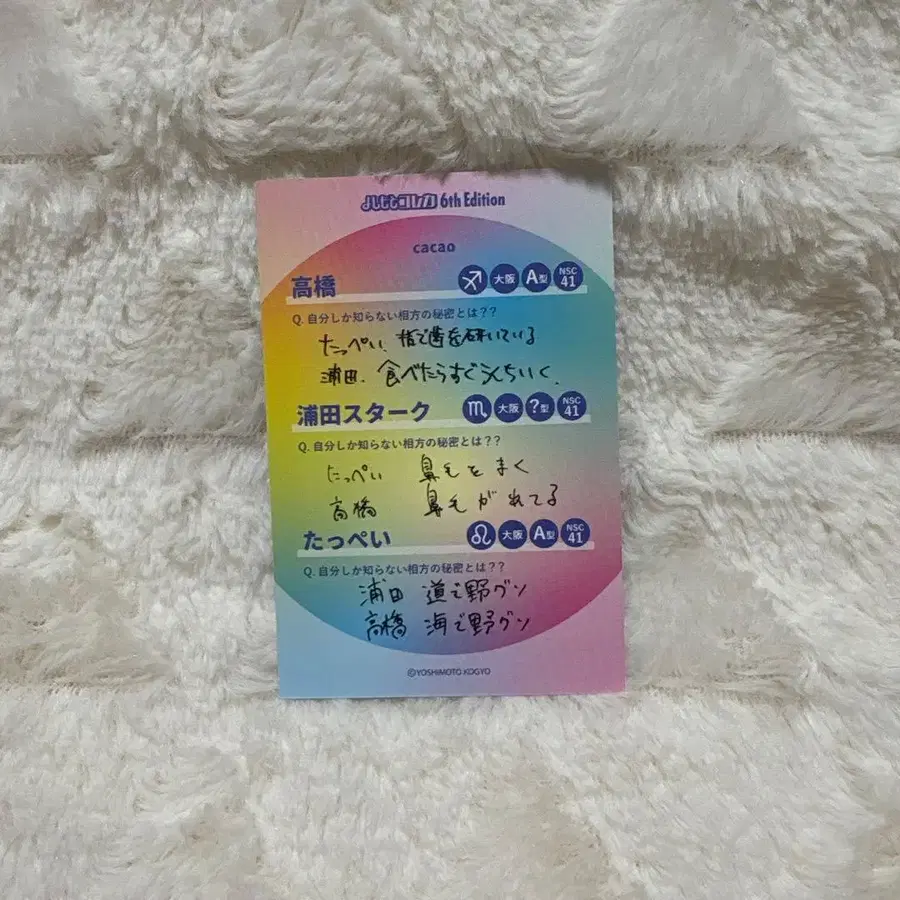 よしもとコレカ 6th Edition
cacao
高橋 ♐ 大阪 A型 NSC 41
Q. 自分しか知らない相方の秘密とは？？
たっぺい、指で歯を研いている
浦田、食べたらすぐ ちいく、
浦田スターク ♏ 大阪 ?型 NSC 41
Q. 自分しか知らない相方の秘密とは？？
たっぺい 鼻毛をまく
高橋 鼻毛がれてる
たっぺい ♌ 大阪 A型 NSC 41
Q. 自分しか知らない相方の秘密とは？？
浦田 道で野グソ
高橋 海で野グソ
©YOSHIMOTO KOGYO